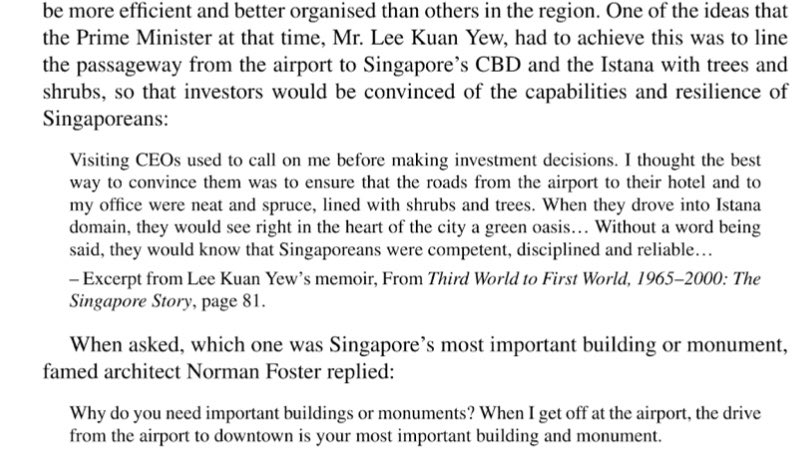 be more efficient and better organised than others in the region. One of the ideas that
the Prime Minister at that time, Mr. Lee Kuan Yew, had to achieve this was to line
the passageway from the airport to Singapore's CBD and the Istana with trees and
shrubs, so that investors would be convinced of the capabilities and resilience of
Singaporeans:
Visiting CEOs used to call on me before making investment decisions. I thought the best
way to convince them was to ensure that the roads from the airport to their hotel and to
my office were neat and spruce, lined with shrubs and trees. When they drove into Istana
domain, they would see right in the heart of the city a green oasis… Without a word being
said, they would know that Singaporeans were competent, disciplined and reliable…
– Excerpt from Lee Kuan Yew's memoir, From Third World to First World, 1965–2000: The
Singapore Story, page 81.
When asked, which one was Singapore's most important building or monument,
famed architect Norman Foster replied:
Why do you need important buildings or monuments? When I get off at the airport, the drive
from the airport to downtown is your most important building and monument.